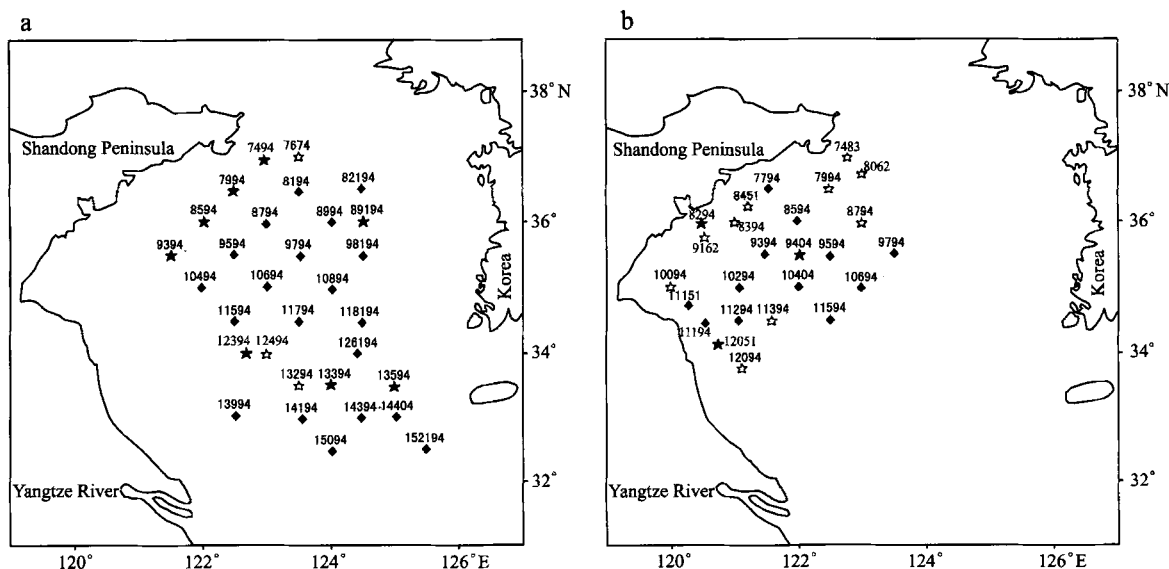 a
38°N
Shandong Peninsula
7494 7674
7994 8194 82194
8594 8794 8994 89194
36°
9394 9594 9794 98194
10494 10694 10894
Korea
11594 11794 118194
12394 12494 126194
34°
13294 13394 13594
13994 14194 14394 14404
15094 152194
32°
Yangtze River
120° 122° 124° 126°E
b
38°N
Shandong Peninsula
7483
8062
7794 7994
8451
8294 8394 8594 8794
36°
9162
9394 9404 9594 9794
10094 10294 10404 10694
Korea
1151
11194 11294 11394 11594
12051
34°
12094
32°
Yangtze River
120° 122° 124° 126°E